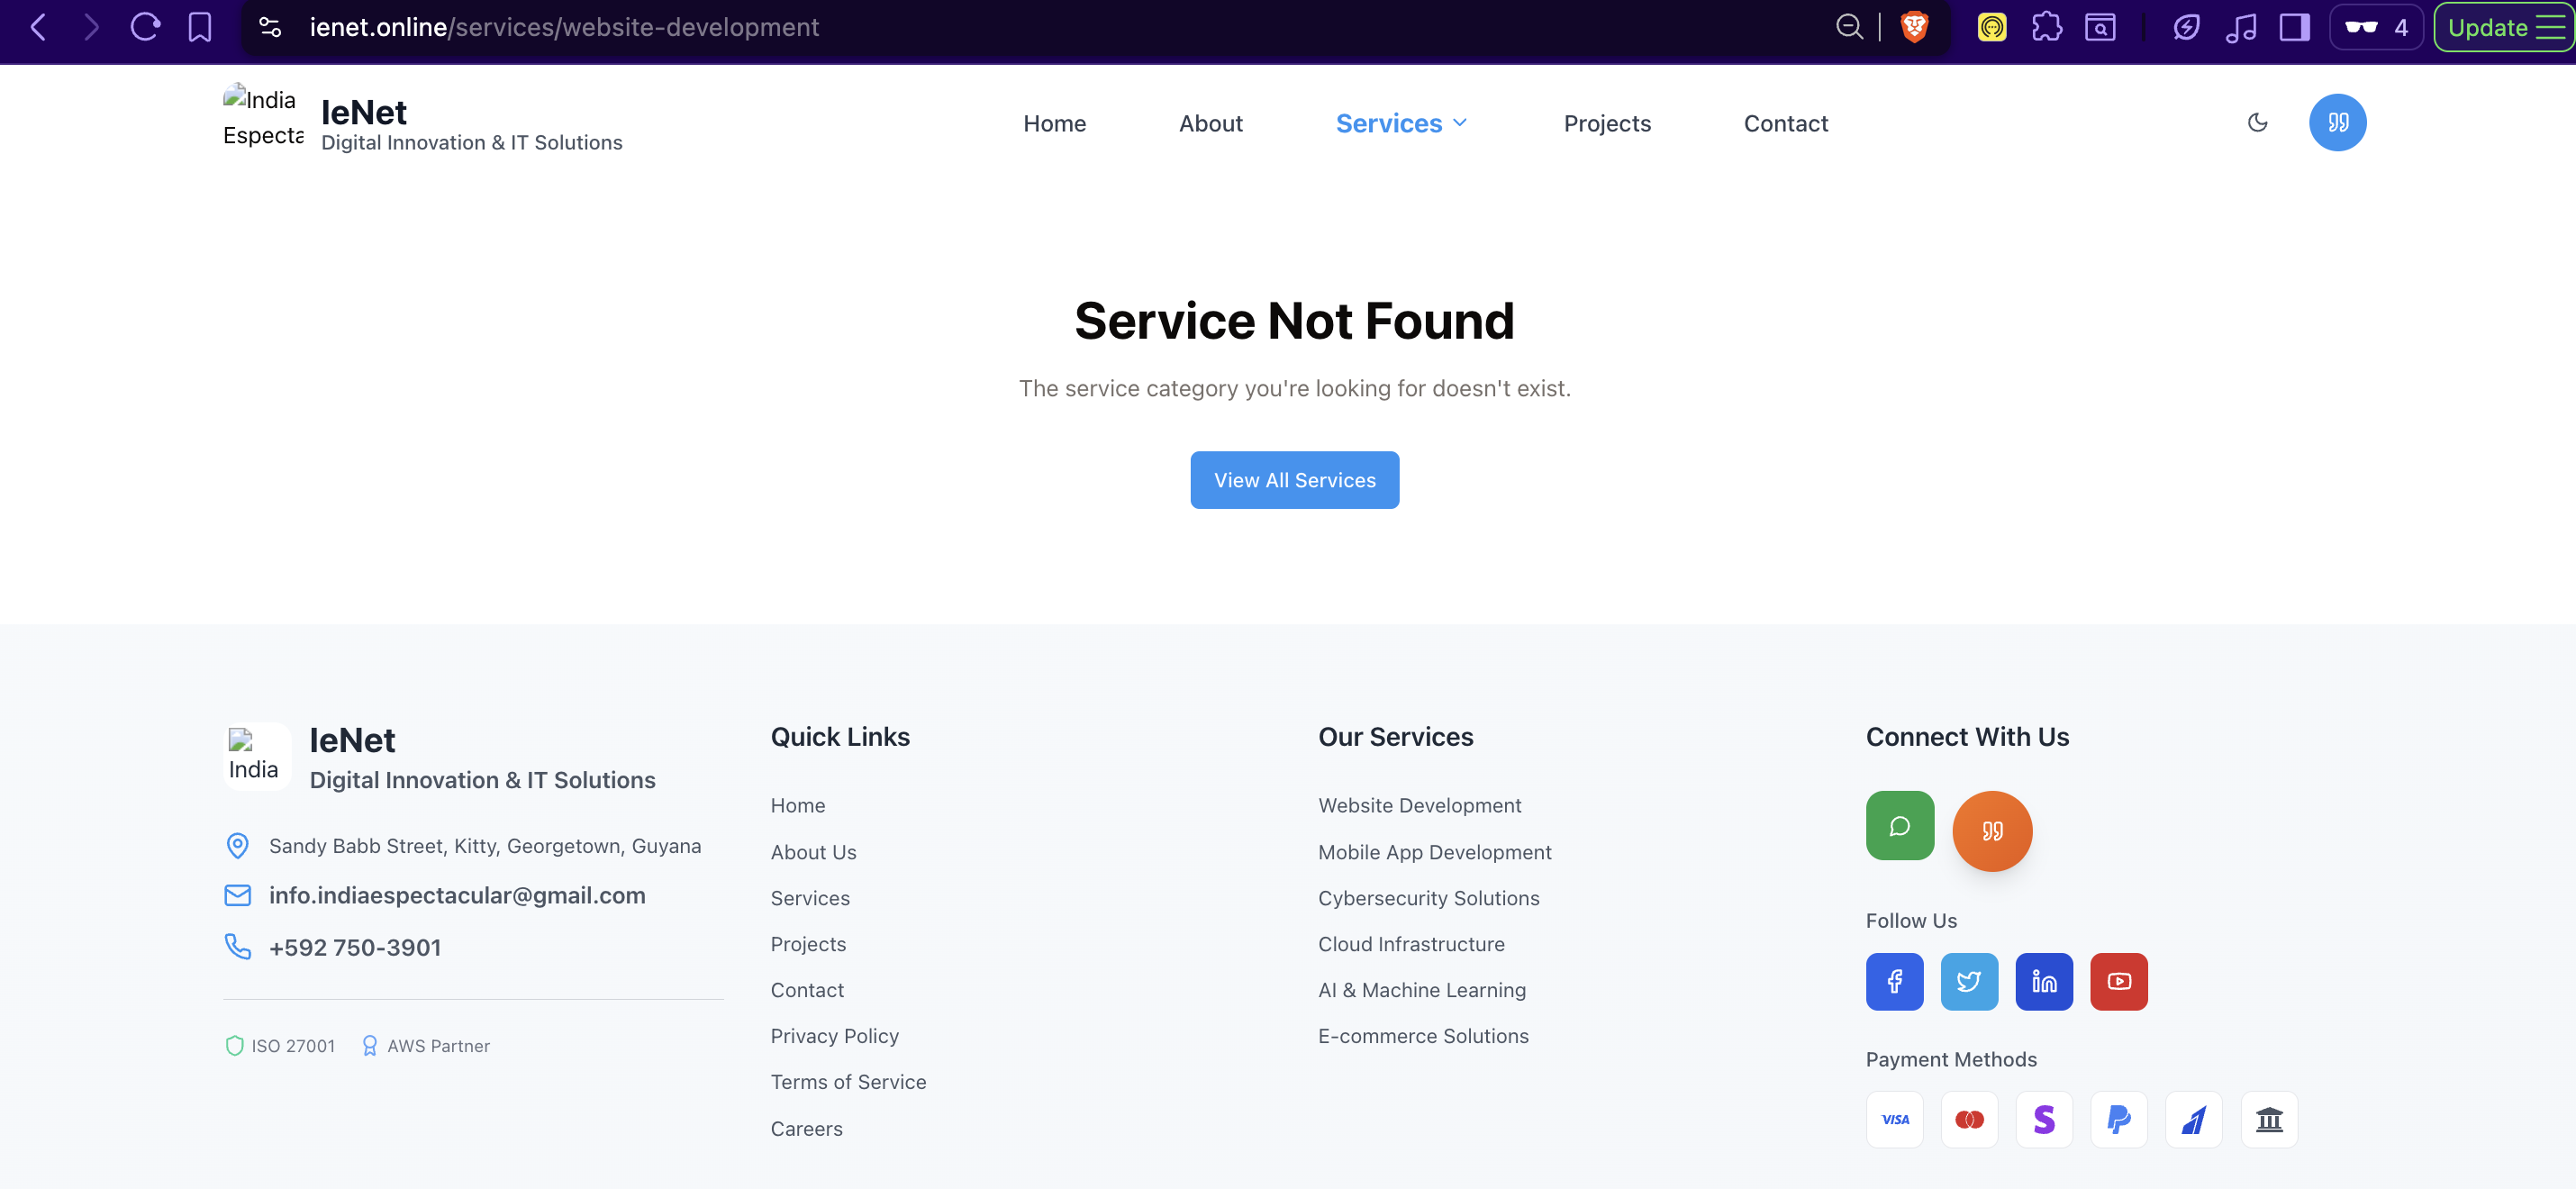 ienet.online/services/website-development
4
Update
India
Especta
IeNet
Digital Innovation & IT Solutions
Home
About
Services
Projects
Contact
Service Not Found
The service category you're looking for doesn't exist.
View All Services
India
IeNet
Digital Innovation & IT Solutions
Sandy Babb Street, Kitty, Georgetown, Guyana
info.indiaespectacular@gmail.com
+592 750-3901
ISO 27001
AWS Partner
Quick Links
Home
About Us
Services
Projects
Contact
Privacy Policy
Terms of Service
Careers
Our Services
Website Development
Mobile App Development
Cybersecurity Solutions
Cloud Infrastructure
AI & Machine Learning
E-commerce Solutions
Connect With Us
Follow Us
Payment Methods
VISA